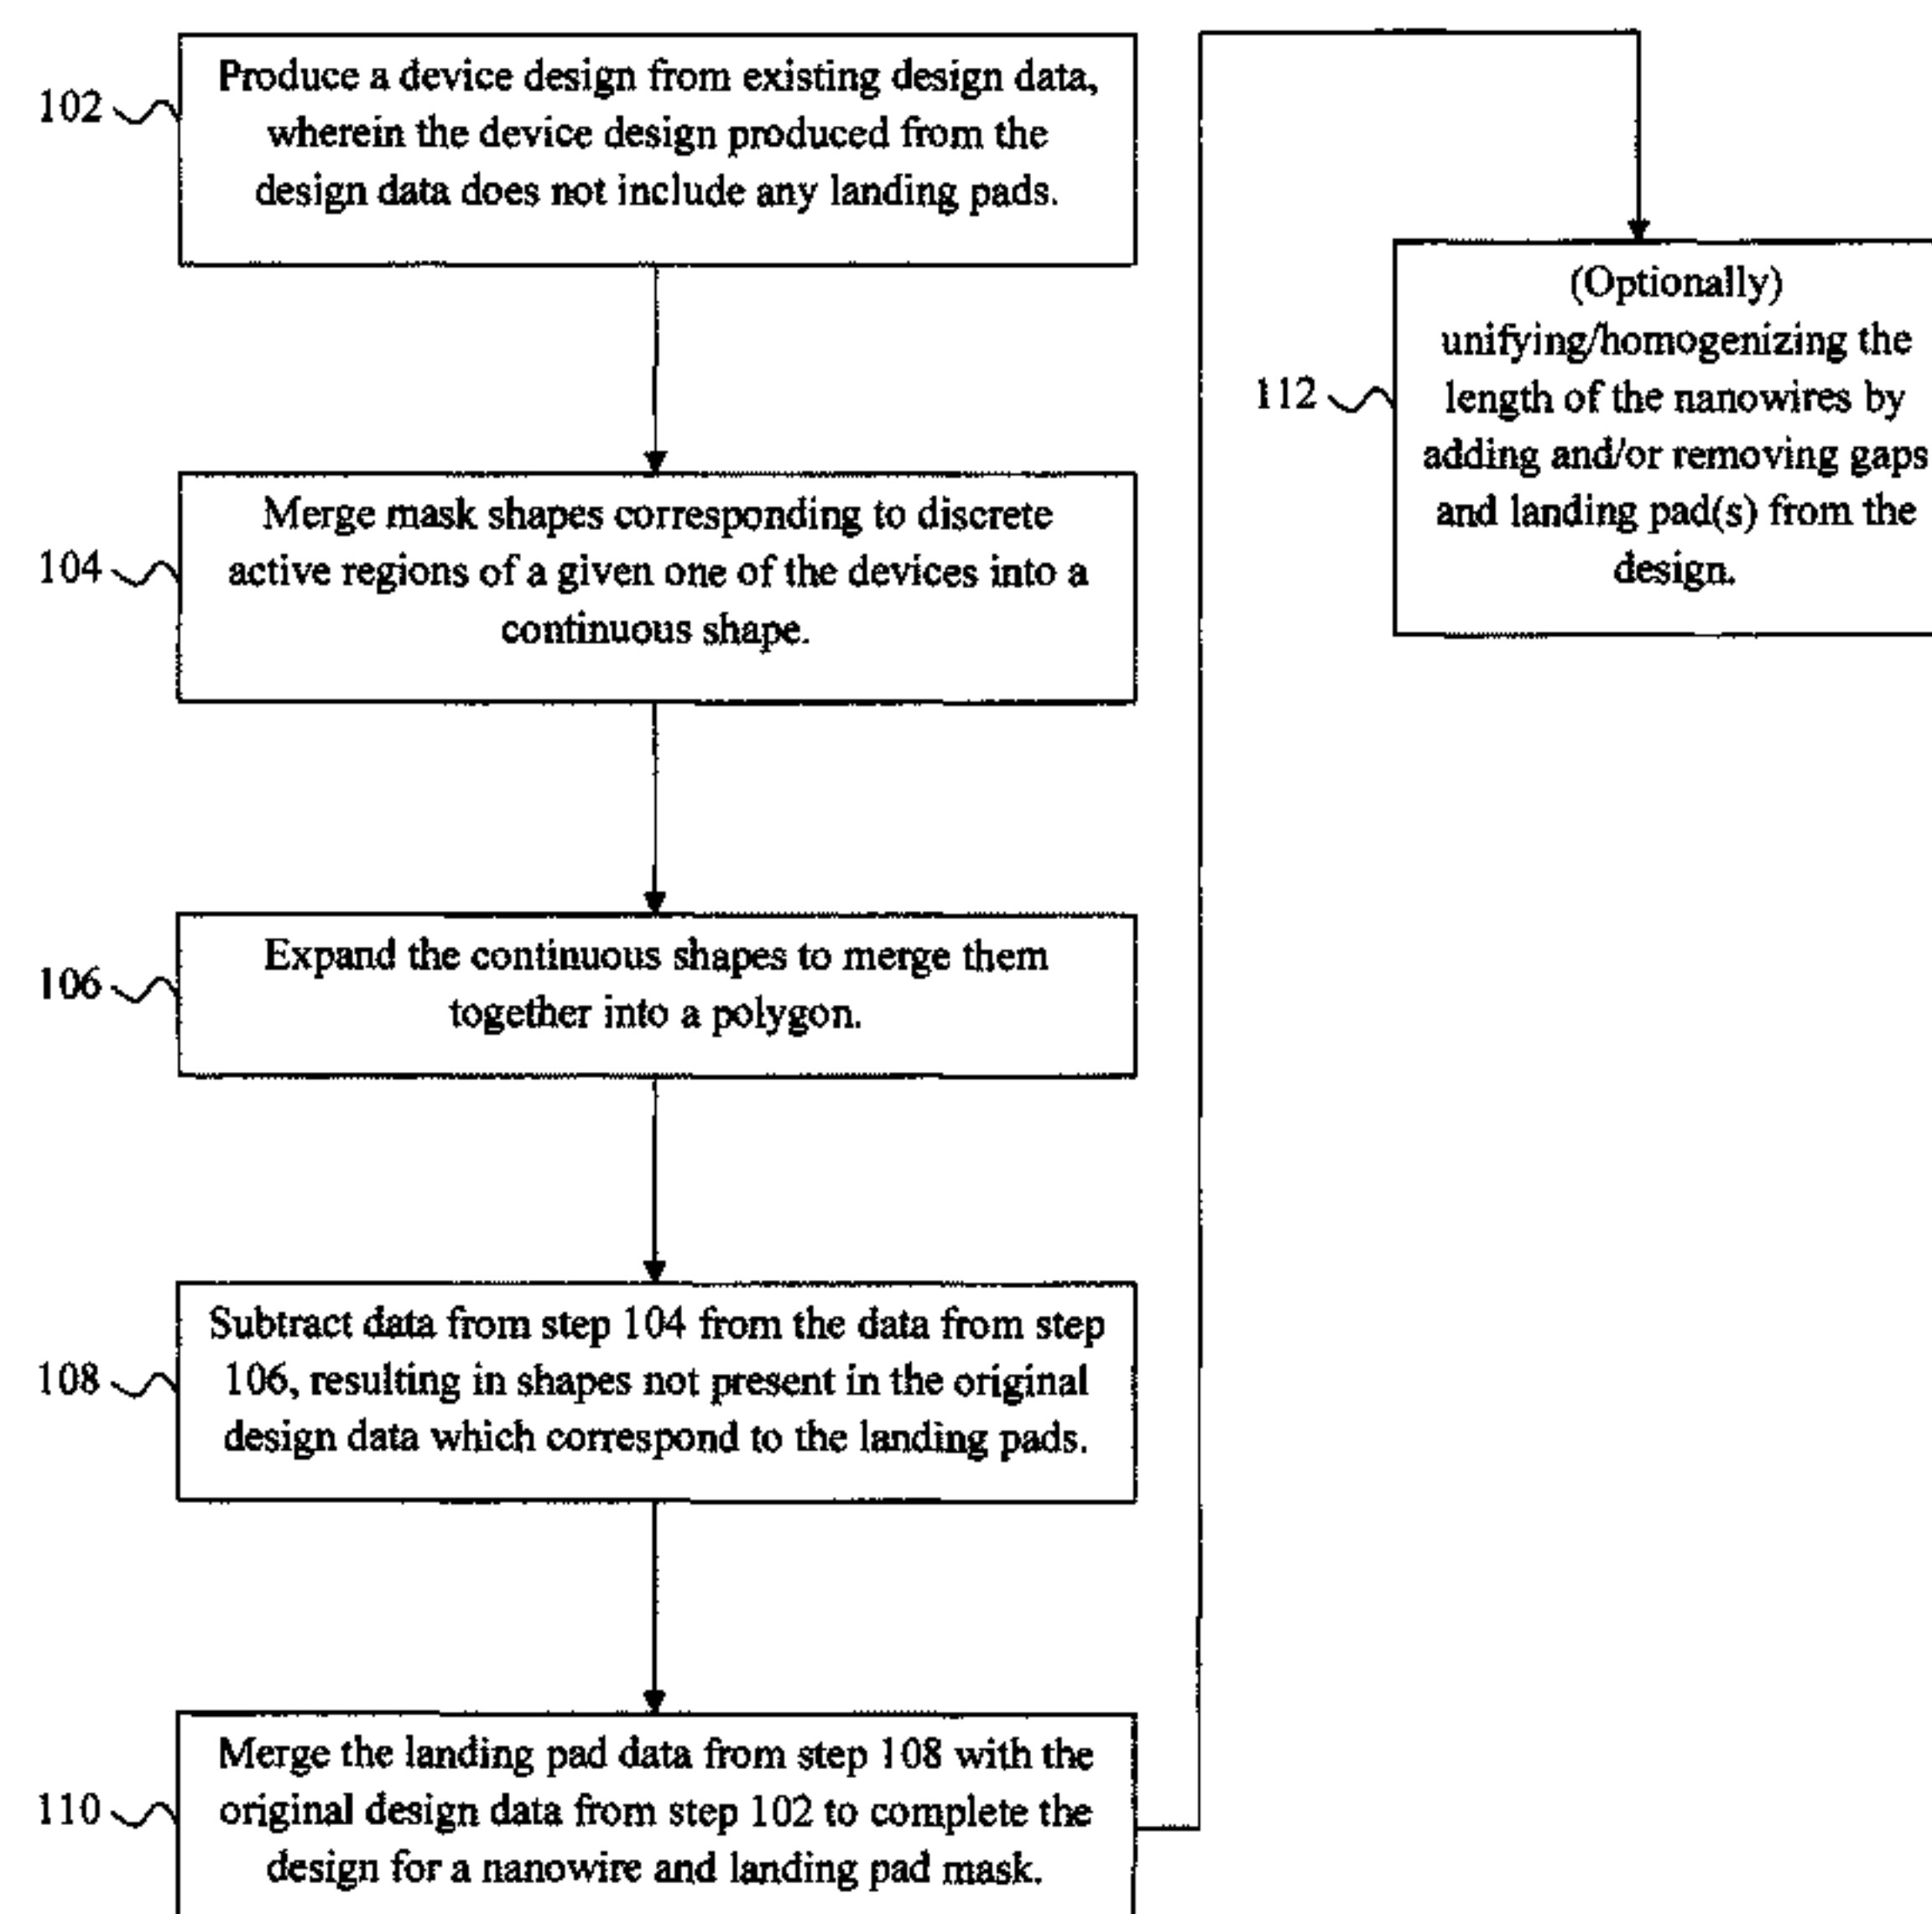 102
Produce a device design from existing design data,
wherein the device design produced from the
design data does not include any landing pads.
104
Merge mask shapes corresponding to discrete
active regions of a given one of the devices into a
continuous shape.
106
Expand the continuous shapes to merge them
together into a polygon.
108
Subtract data from step 104 from the data from step
106, resulting in shapes not present in the original
design data which correspond to the landing pads.
110
Merge the landing pad data from step 108 with the
original design data from step 102 to complete the
design for a nanowire and landing pad mask.
112
(Optionally)
unifying/homogenizing the
length of the nanowires by
adding and/or removing gaps
and landing pad(s) from the
design.